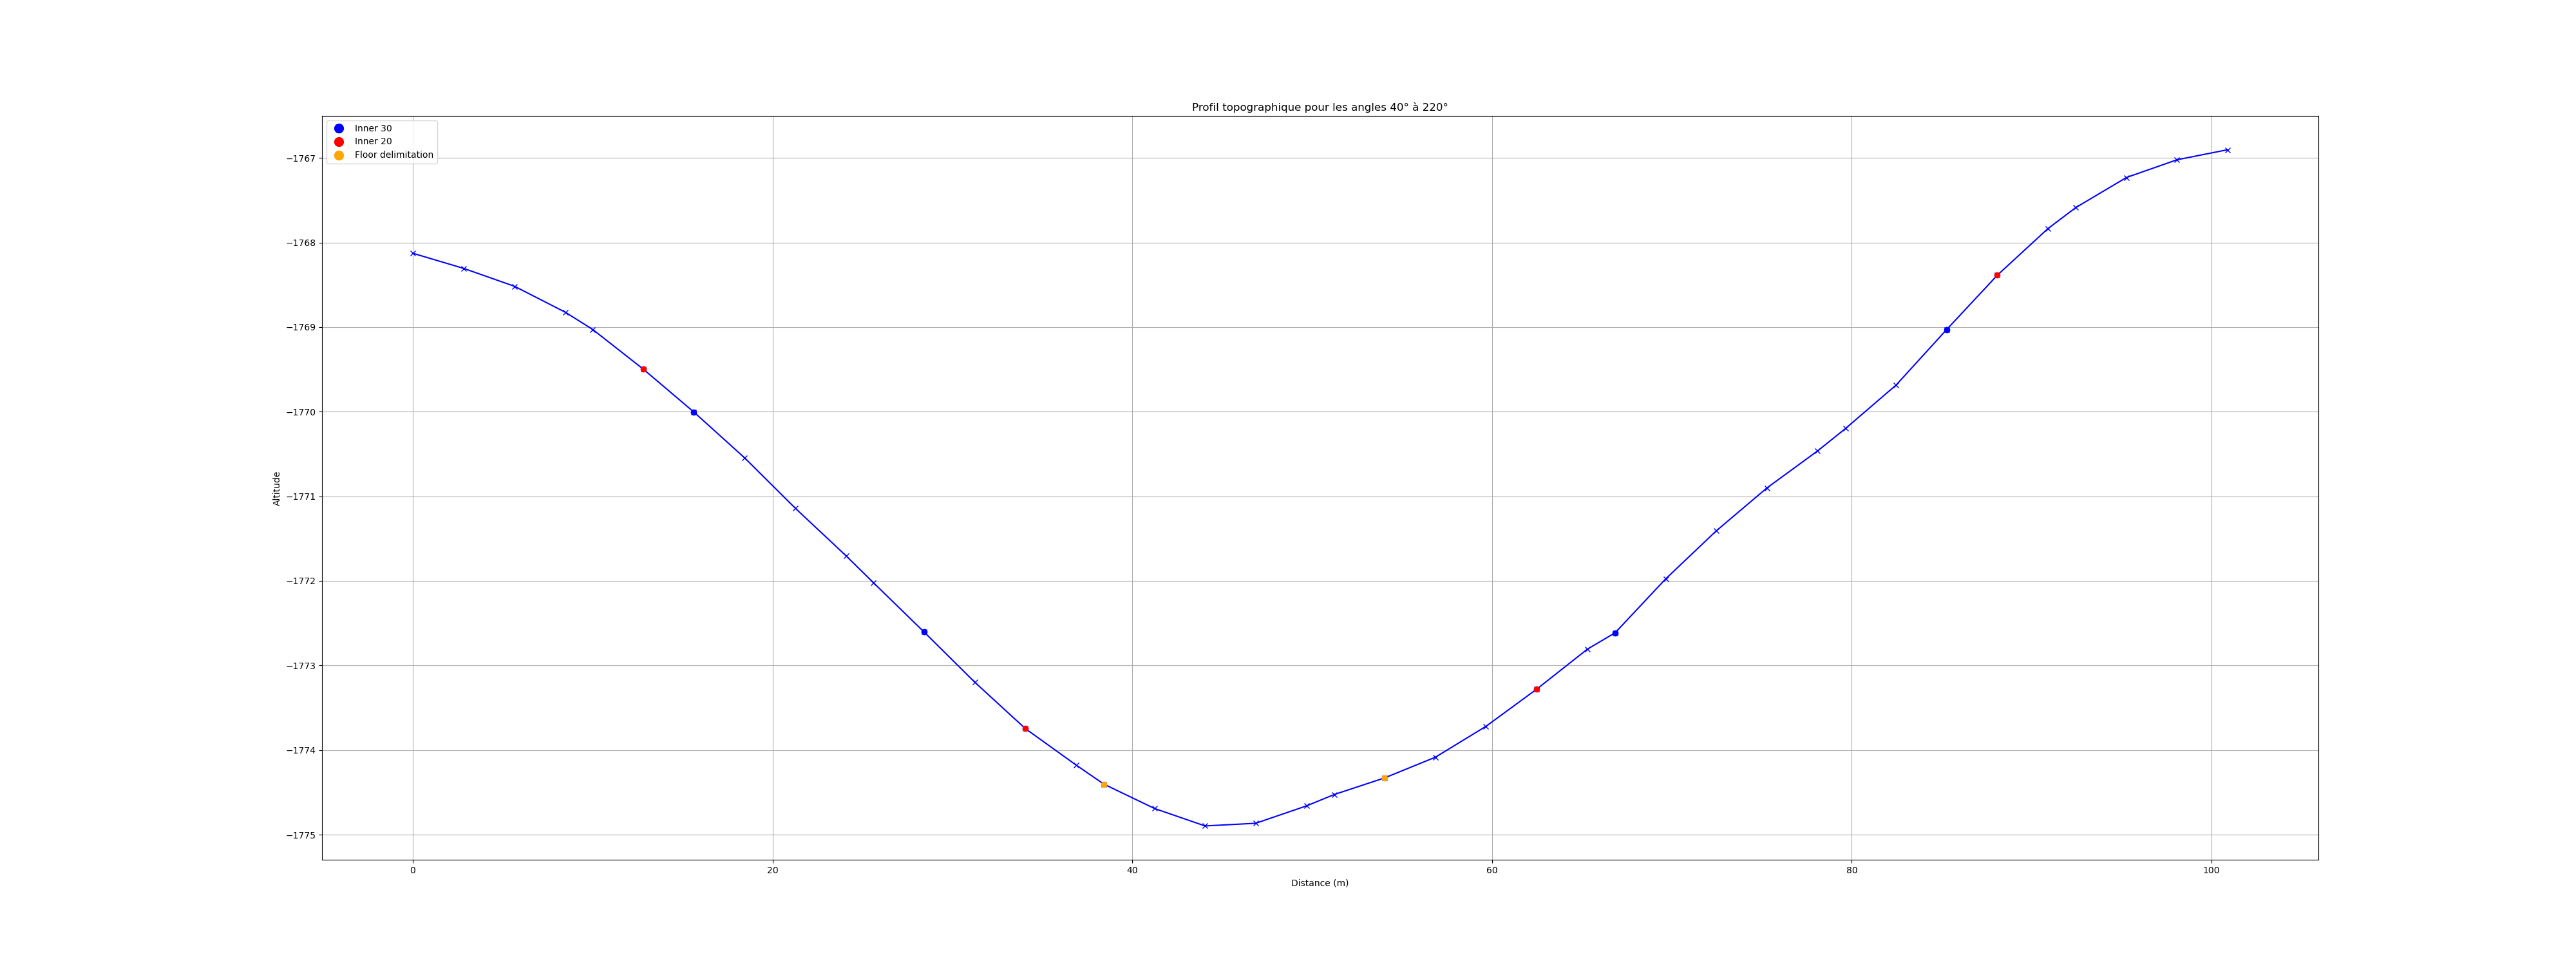 Profil topographique pour les angles 40° à 220°
Inner 30
Inner 20
Floor delimitation
−1767
−1768
−1769
−1770
−1771
−1772
−1773
−1774
−1775
Altitude
0 20 40 60 80 100
Distance (m)